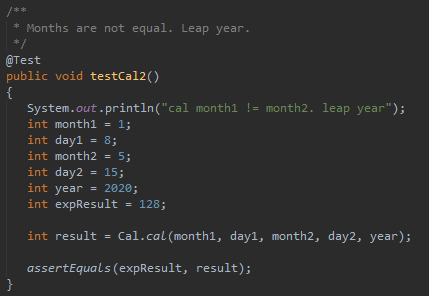 /**
 * Months are not equal. Leap year.
 */
@Test
public void testCal2()
{
    System.out.println("cal month1 != month2. leap year");
    int month1 = 1;
    int day1 = 8;
    int month2 = 5;
    int day2 = 15;
    int year = 2020;
    int expResult = 128;

    int result = Cal.cal(month1, day1, month2, day2, year);

    assertEquals(expResult, result);
}